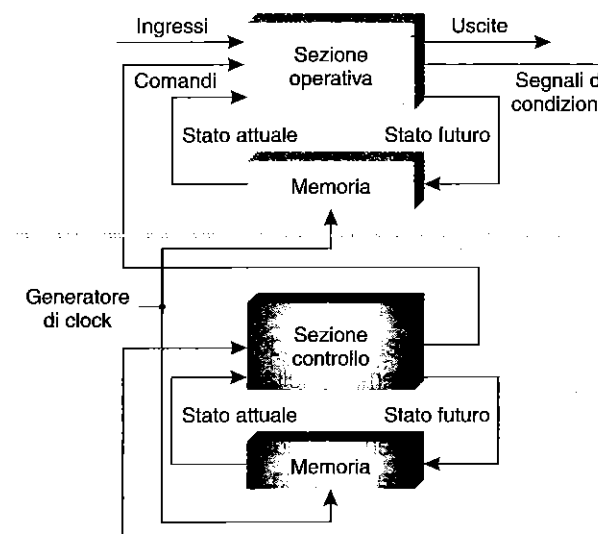 Ingressi
Uscite
Sezione
operativa
Comandi
Segnali d
condizion
Stato attuale
Stato futuro
Memoria
Generatore
di clock
Sezione
controllo
Stato attuale
Stato futuro
Memoria